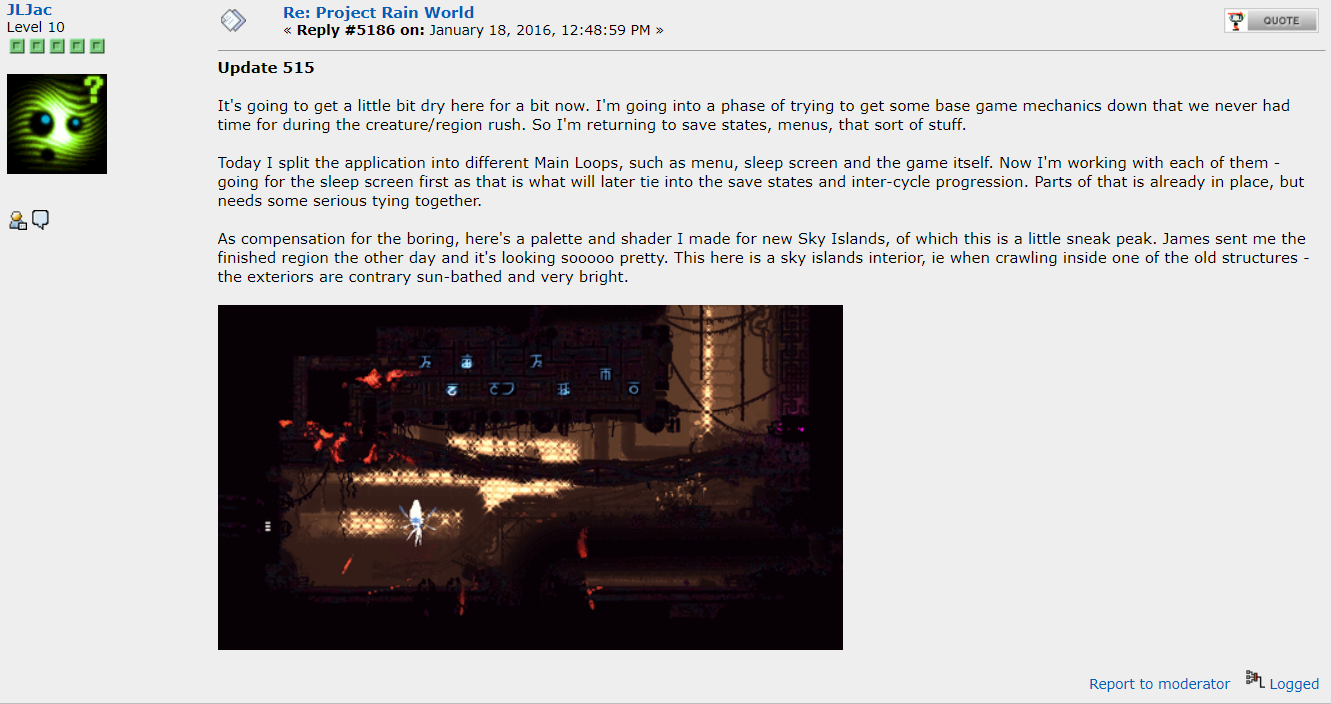 JLJac
Level 10
Re: Project Rain World
« Reply #5186 on: January 18, 2016, 12:48:59 PM »
QUOTE
Update 515
It's going to get a little bit dry here for a bit now. I'm going into a phase of trying to get some base game mechanics down that we never had
time for during the creature/region rush. So I'm returning to save states, menus, that sort of stuff.
Today I split the application into different Main Loops, such as menu, sleep screen and the game itself. Now I'm working with each of them -
going for the sleep screen first as that is what will later tie into the save states and inter-cycle progression. Parts of that is already in place, but
needs some serious tying together.
As compensation for the boring, here's a palette and shader I made for new Sky Islands, of which this is a little sneak peak. James sent me the
finished region the other day and it's looking sooooo pretty. This here is a sky islands interior, ie when crawling inside one of the old structures -
the exteriors are contrary sun-bathed and very bright.
Report to moderator
Logged